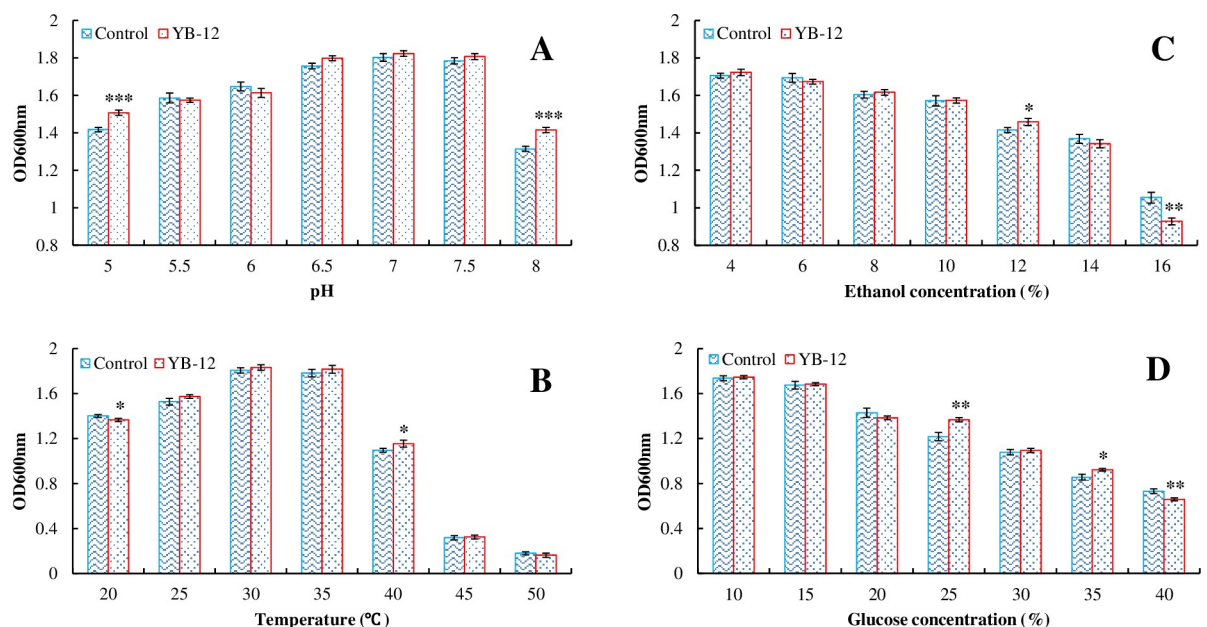 A
Control YB-12
OD600nm
2
1.8
1.6
1.4
1.2
1
0.8
***
***
5 5.5 6 6.5 7 7.5 8
pH
C
Control YB-12
OD600nm
2
1.8
1.6
1.4
1.2
1
0.8
*
**
4 6 8 10 12 14 16
Ethanol concentration (%)
B
Control YB-12
OD600nm
2
1.6
1.2
0.8
0.4
0
*
*
20 25 30 35 40 45 50
Temperature (℃)
D
Control YB-12
OD600nm
2
1.6
1.2
0.8
0.4
0
**
*
**
10 15 20 25 30 35 40
Glucose concentration (%)